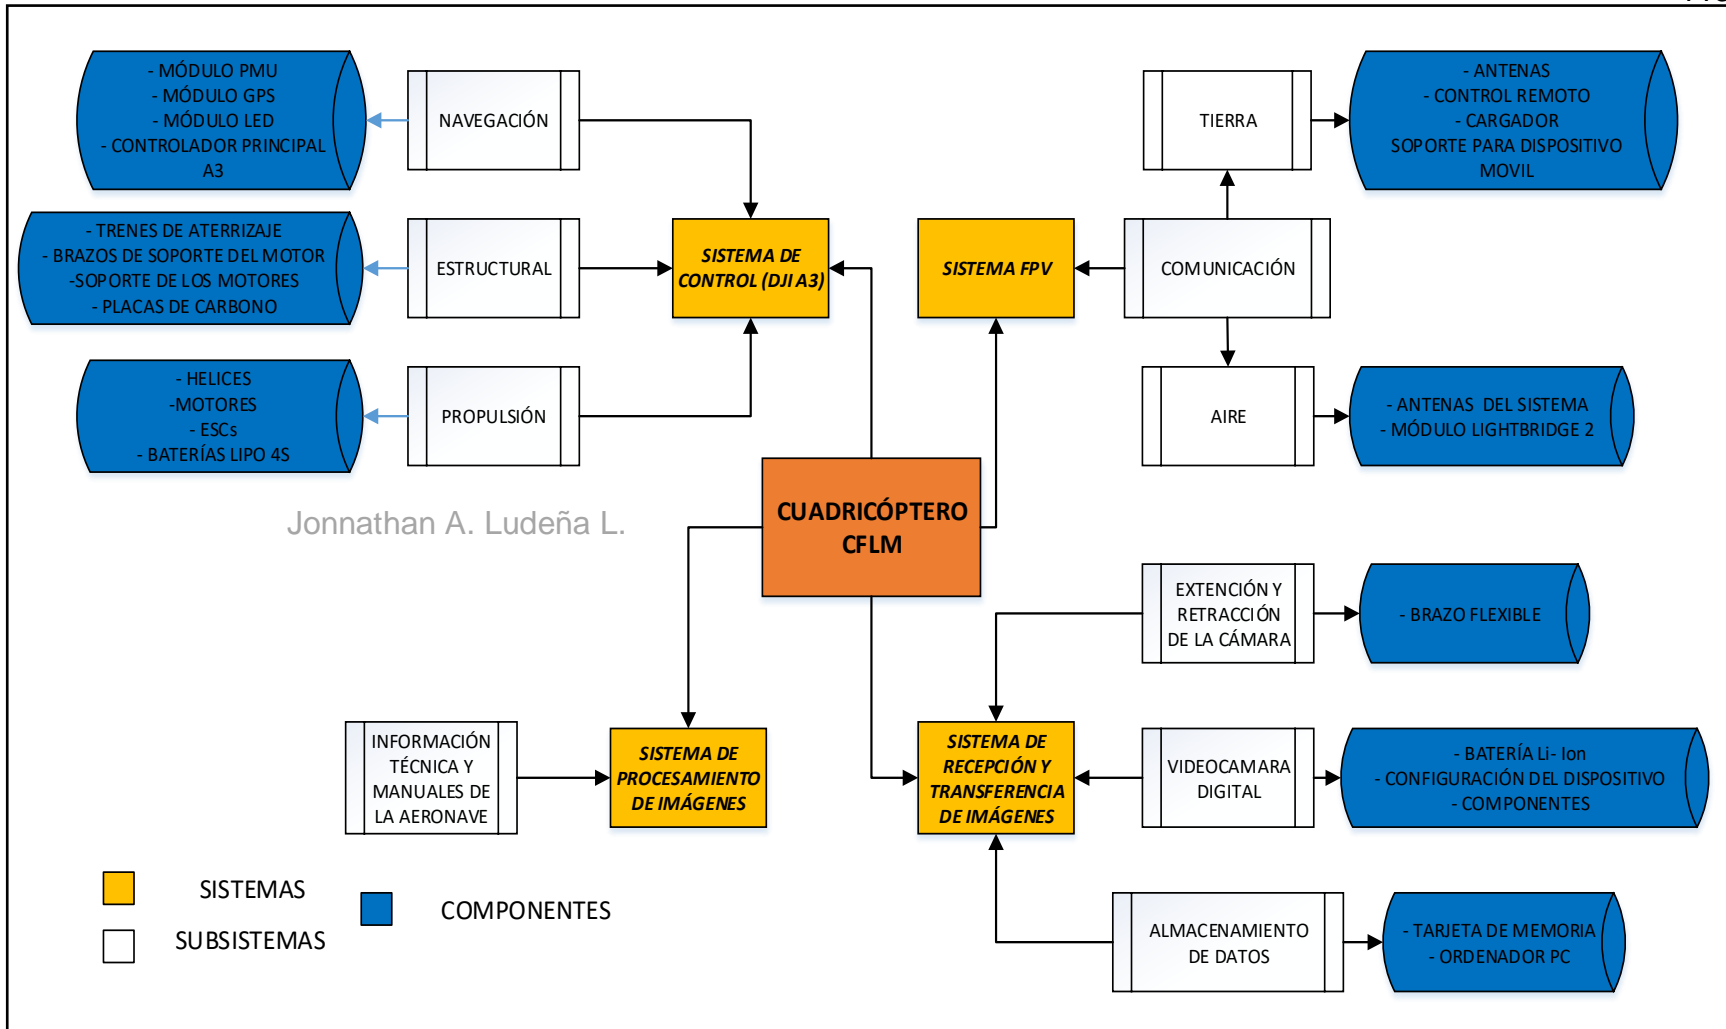 - MÓDULO PMU
- MÓDULO GPS
- MÓDULO LED
- CONTROLADOR PRINCIPAL
A3
NAVEGACIÓN
TIERRA
- ANTENAS
- CONTROL REMOTO
- CARGADOR
SOPORTE PARA DISPOSITIVO
MOVIL
- TRENES DE ATERRIZAJE
- BRAZOS DE SOPORTE DEL MOTOR
-SOPORTE DE LOS MOTORES
- PLACAS DE CARBONO
ESTRUCTURAL
SISTEMA DE
CONTROL (DJI A3)
SISTEMA FPV
COMUNICACIÓN
- HELICES
-MOTORES
- ESCs
- BATERÍAS LIPO 4S
PROPULSIÓN
AIRE
- ANTENAS DEL SISTEMA
- MÓDULO LIGHTBRIDGE 2
Jonnathan A. Ludeña L.
CUADRICÓPTERO
CFLM
EXTENCIÓN Y
RETRACCIÓN
DE LA CÁMARA
- BRAZO FLEXIBLE
INFORMACIÓN
TÉCNICA Y
MANUALES DE
LA AERONAVE
SISTEMA DE
PROCESAMIENTO
DE IMÁGENES
SISTEMA DE
RECEPCIÓN Y
TRANSFERENCIA
DE IMÁGENES
VIDEOCAMARA
DIGITAL
- BATERÍA Li- Ion
- CONFIGURACIÓN DEL DISPOSITIVO
- COMPONENTES
SISTEMAS
COMPONENTES
SUBSISTEMAS
ALMACENAMIENTO
DE DATOS
- TARJETA DE MEMORIA
- ORDENADOR PC